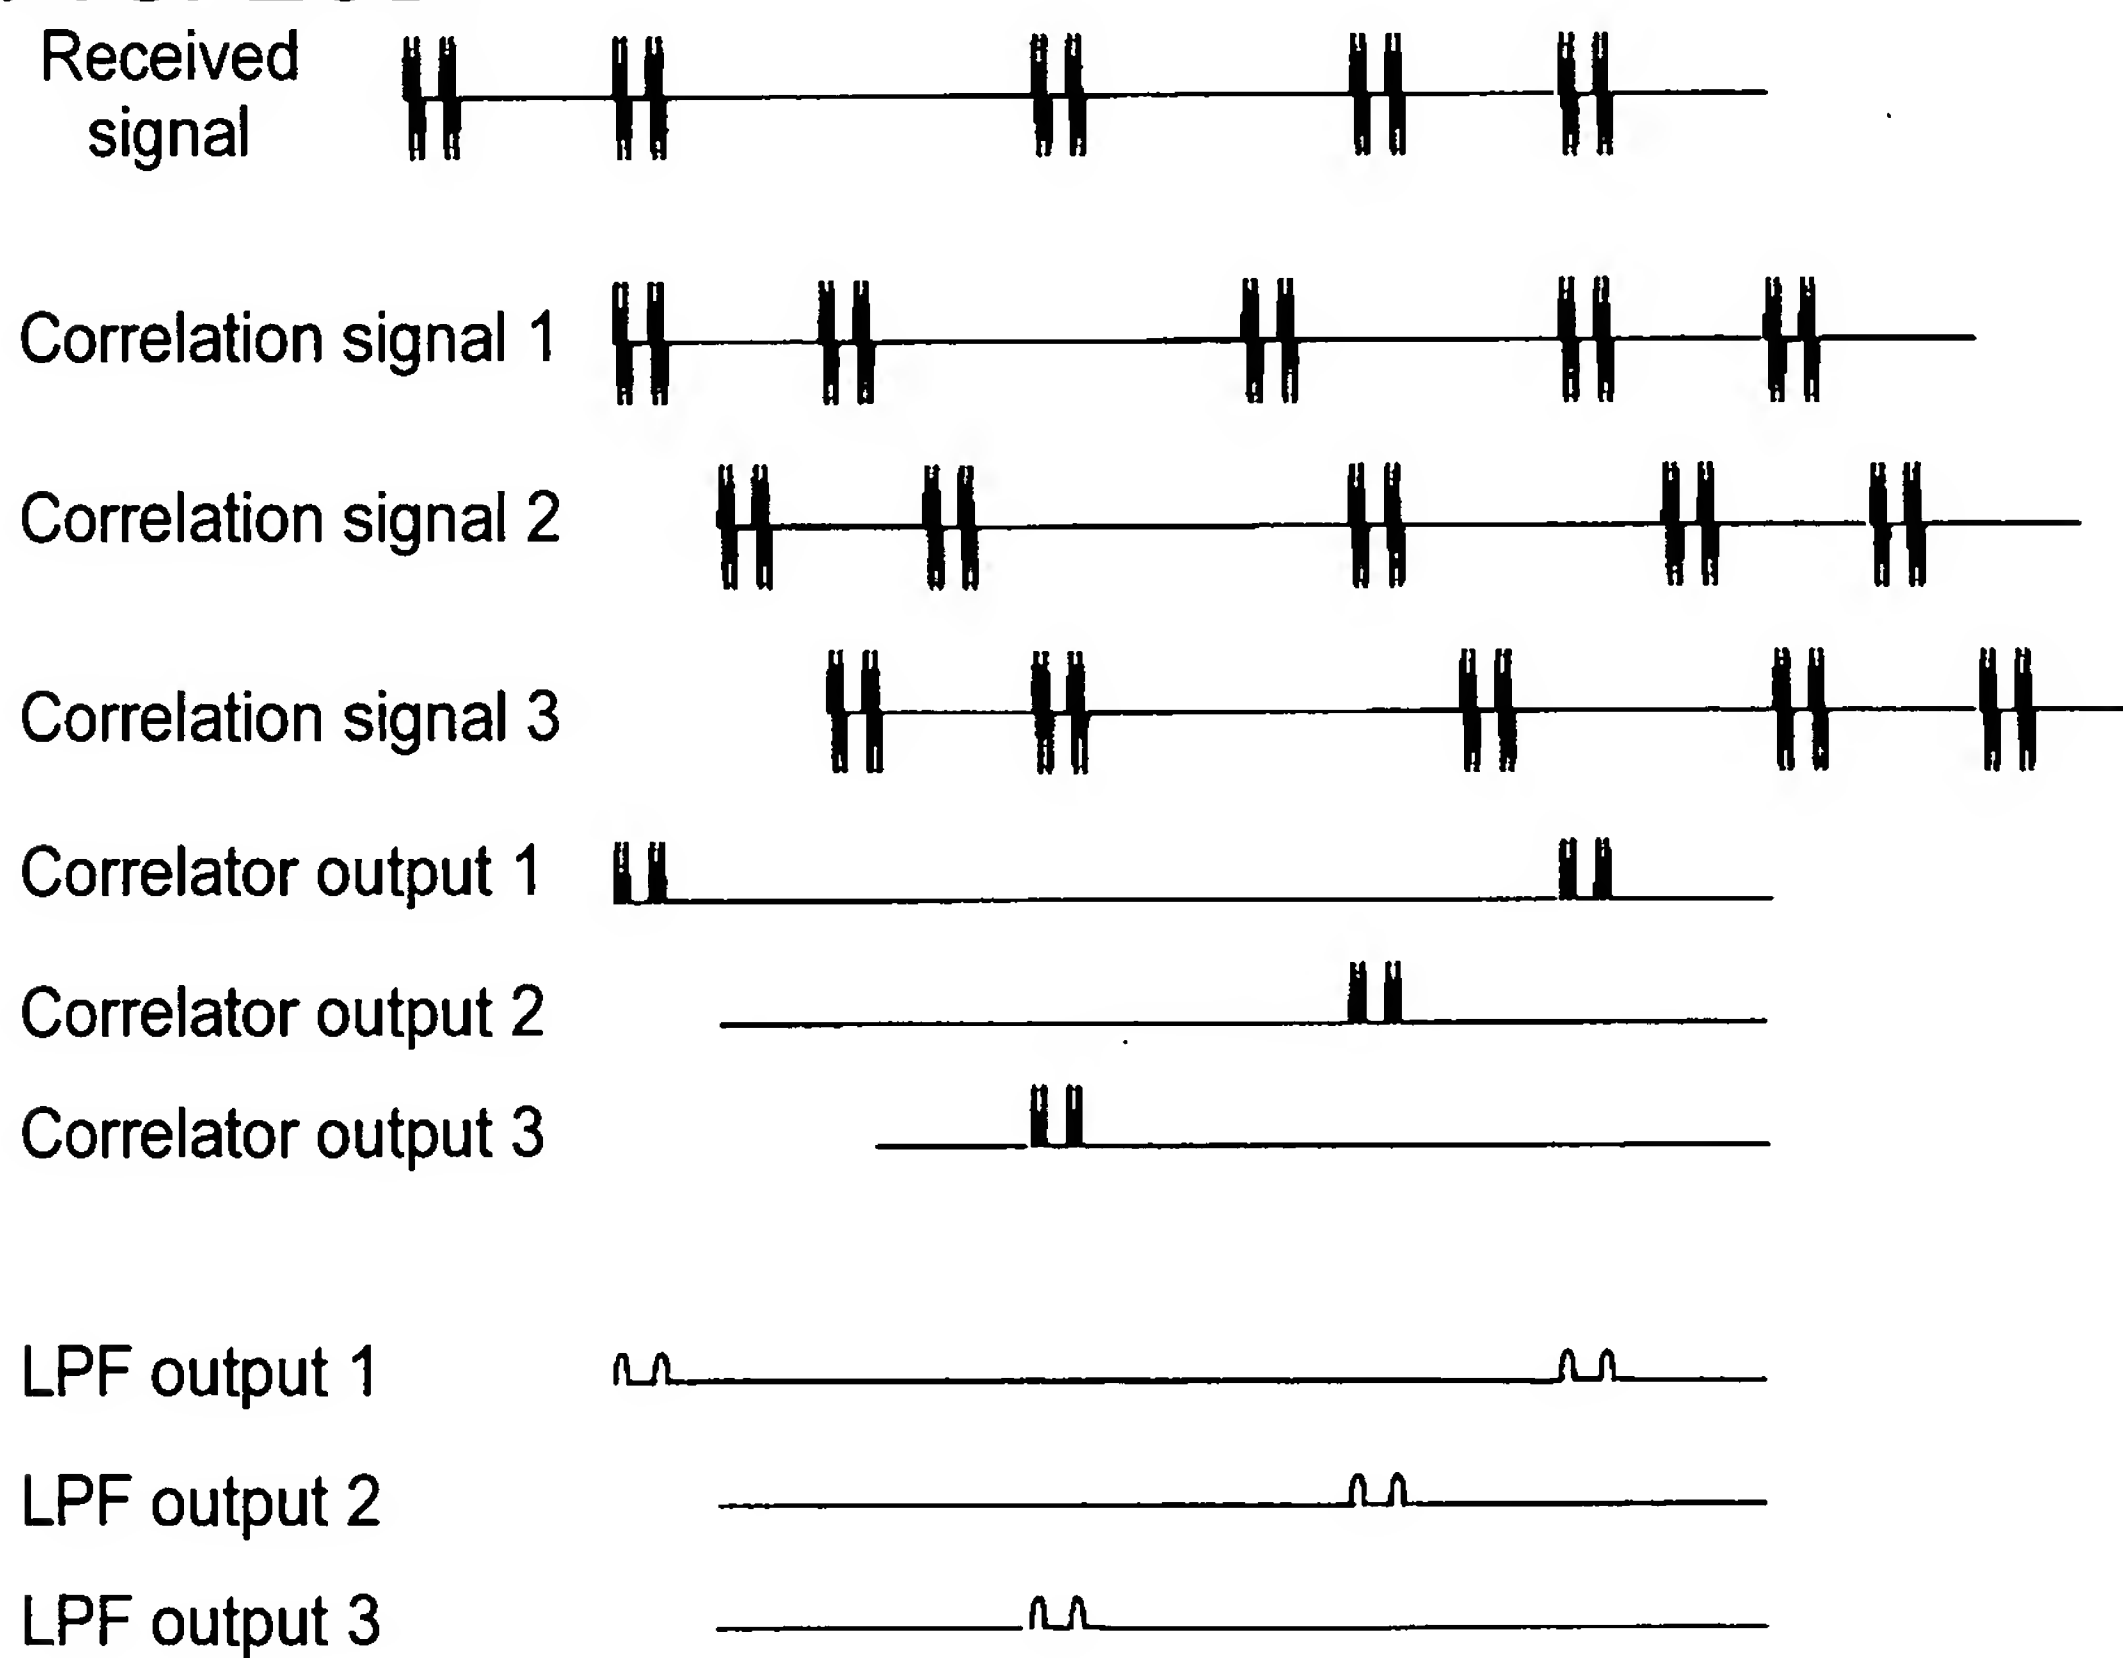 Received
signal
Correlation signal 1
Correlation signal 2
Correlation signal 3
Correlator output 1
Correlator output 2
Correlator output 3
LPF output 1
LPF output 2
LPF output 3